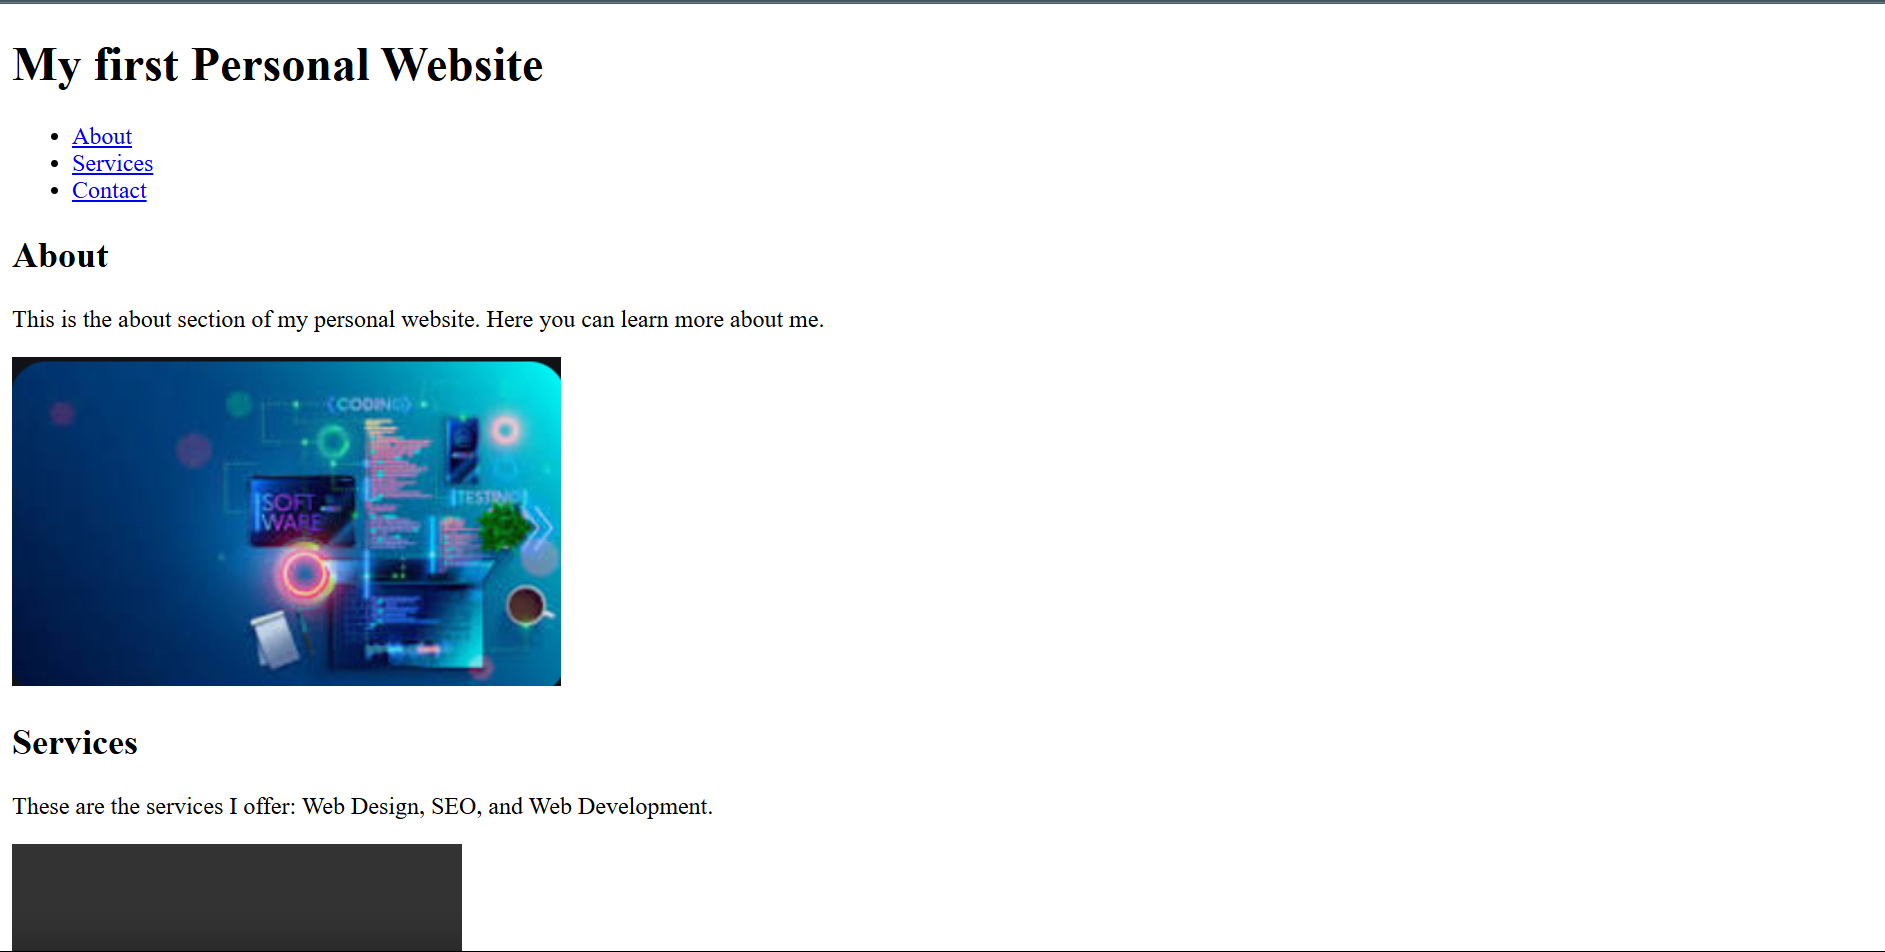 My first Personal Website
About
Services
Contact
About
This is the about section of my personal website. Here you can learn more about me.
CODING
TESTING
SOFT
WARE
Services
These are the services I offer: Web Design, SEO, and Web Development.